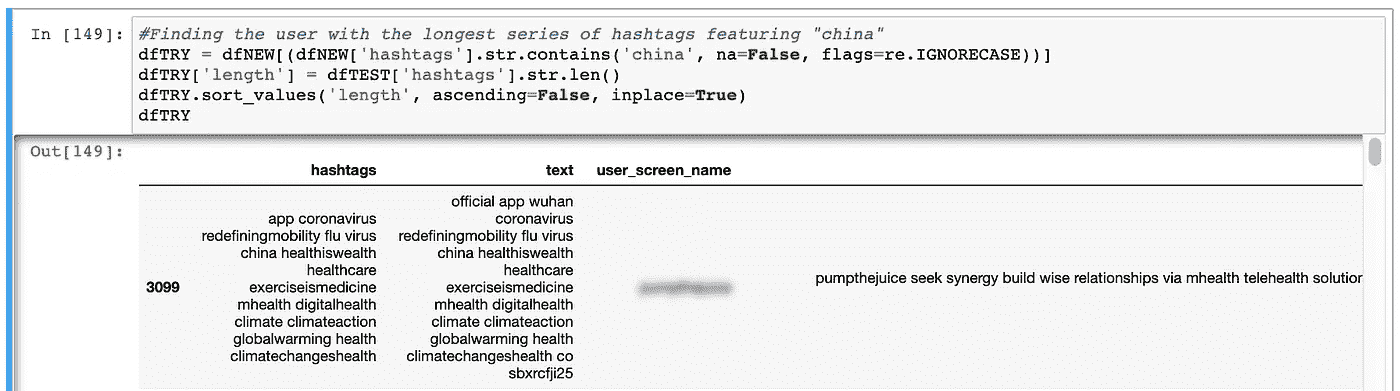 In [149]: #Finding the user with the longest series of hashtags featuring "china"
dfTRY = dfNEW[(dfNEW['hashtags'].str.contains('china', na=False, flags=re.IGNORECASE))]
dfTRY['length'] = dfTEST['hashtags'].str.len()
dfTRY.sort_values('length', ascending=False, inplace=True)
dfTRY
Out[149]:
hashtags text user_screen_name
official app wuhan
app coronavirus coronavirus
redefiningmobility flu virus redefiningmobility flu virus
china healthiswealth china healthiswealth
healthcare healthcare
3099 exerciseismedicine exerciseismedicine pumpthejuice seek synergy build wise relationships via mhealth telehealth solution
mhealth digitalhealth mhealth digitalhealth
climate climateaction climate climateaction
globalwarming health globalwarming health
climatechangeshealth climatechangeshealth co
sbxrcfji25